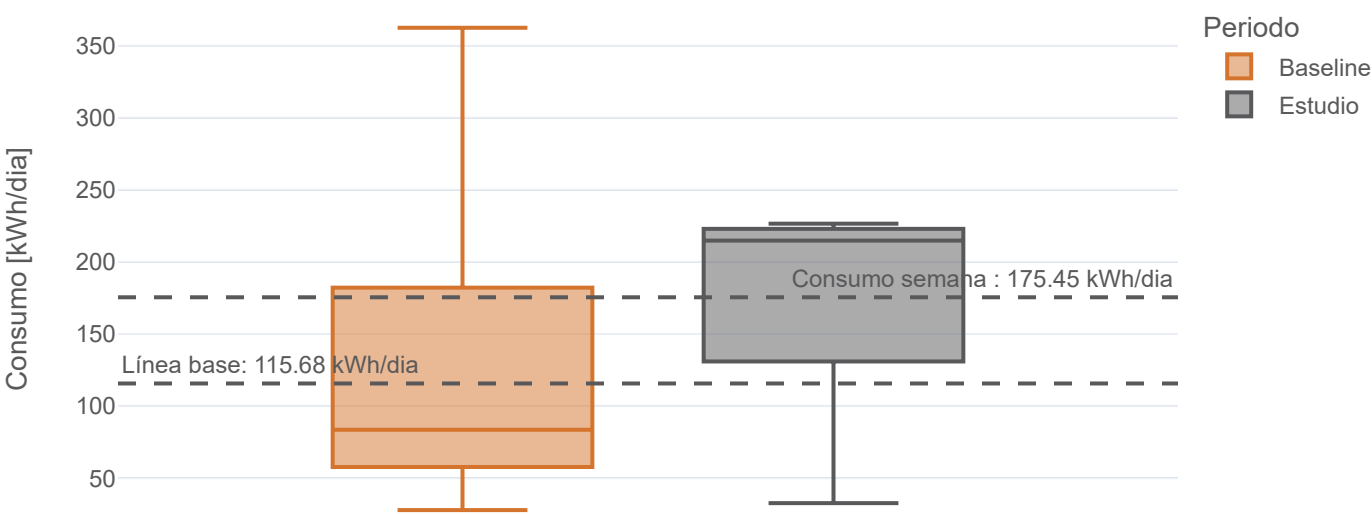 Periodo
Baseline
Estudio
Consumo [kWh/dia]
350
300
250
200
150
100
50
Consumo semana : 175.45 kWh/dia
Línea base: 115.68 kWh/dia